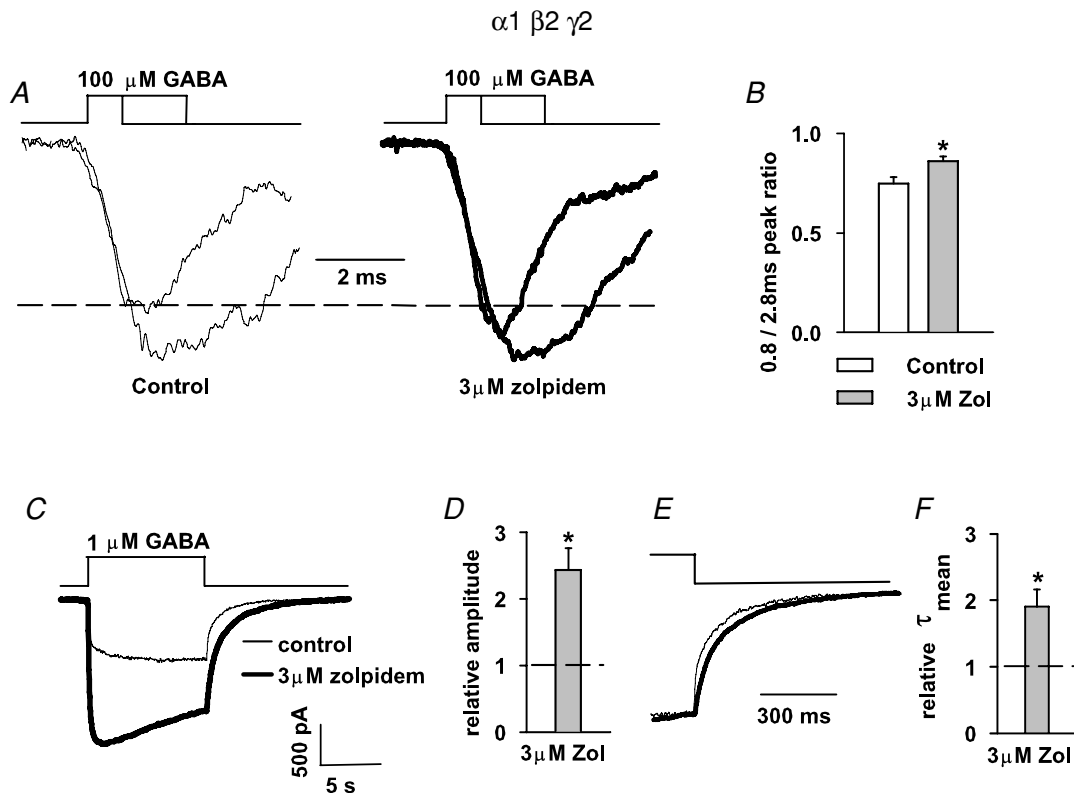 α1 β2 γ2
A
100 μM GABA
100 μM GABA
2 ms
Control
3μM zolpidem
B
0.8 / 2.8ms peak ratio
1.0
0.5
0.0
*
Control
3μM Zol
C
1 μM GABA
control
3μM zolpidem
500 pA
5 s
D
relative amplitude
3
2
1
0
*
3μM Zol
E
300 ms
F
relative τ mean
3
2
1
0
*
3μM Zol